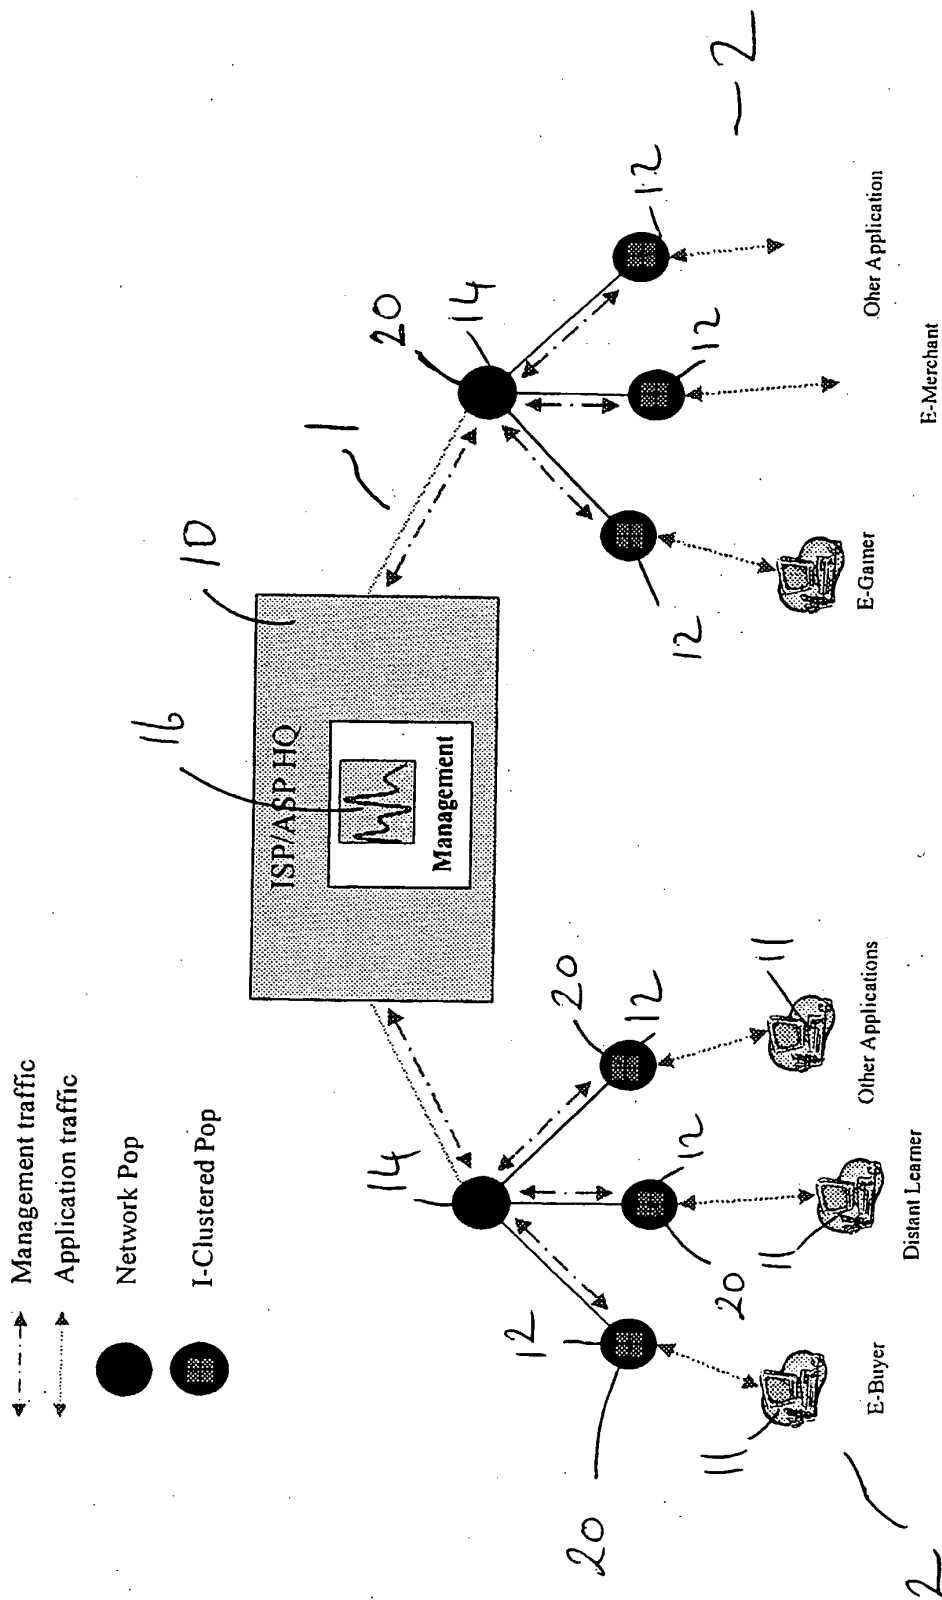 Management traffic
Application traffic
Network Pop
I-Clustered Pop
16
10
1
ISP/ASP HQ
Management
14
20
14
12
20
12
12
20
12
20
11
11
11
E-Buyer
Distant Learner
Other Applications
12
12
12
E-Gamer
E-Merchant
Oher Application
2
2